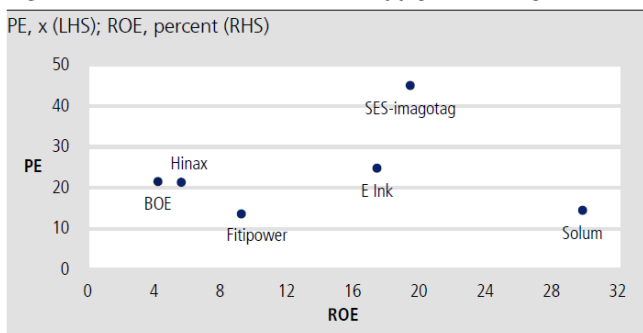 PE, x (LHS); ROE, percent (RHS)
50
40
30
20
10
0
PE
SES-imagotag
Hinax
BOE
E Ink
Fitipower
Solum
0 4 8 12 16 20 24 28 32
ROE